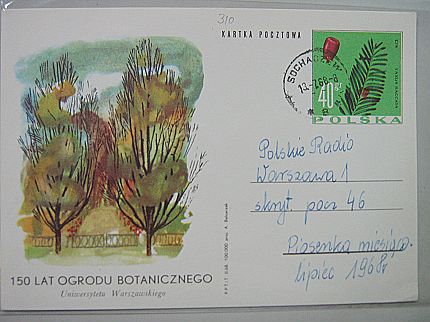 310
KARTKA POCZTOWA
40 GR
POLSKA
Polskie Radio
Warszawa 1
skryt pocz 46
Piosenka miesiąca
lipiec 1968r
150 LAT OGRODU BOTANICZNEGO
Uniwersytetu Warszawskiego